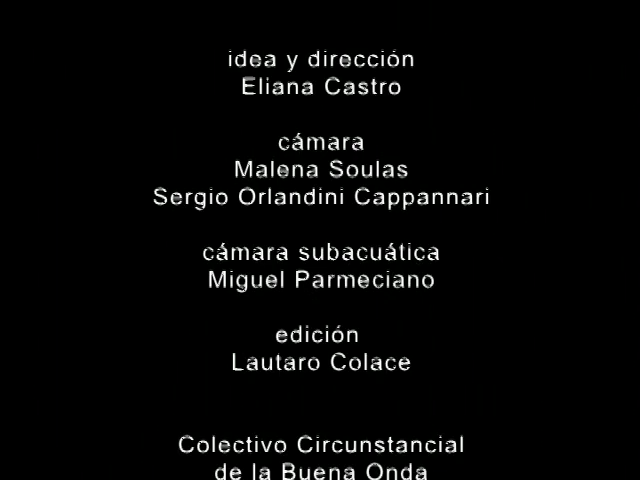 idea y dirección
Eliana Castro
cámara
Malena Soulas
Sergio Orlandini Cappannari
cámara subacuática
Miguel Parmeciano
edición
Lautaro Colace
Colectivo Circunstancial
de la Buena Onda